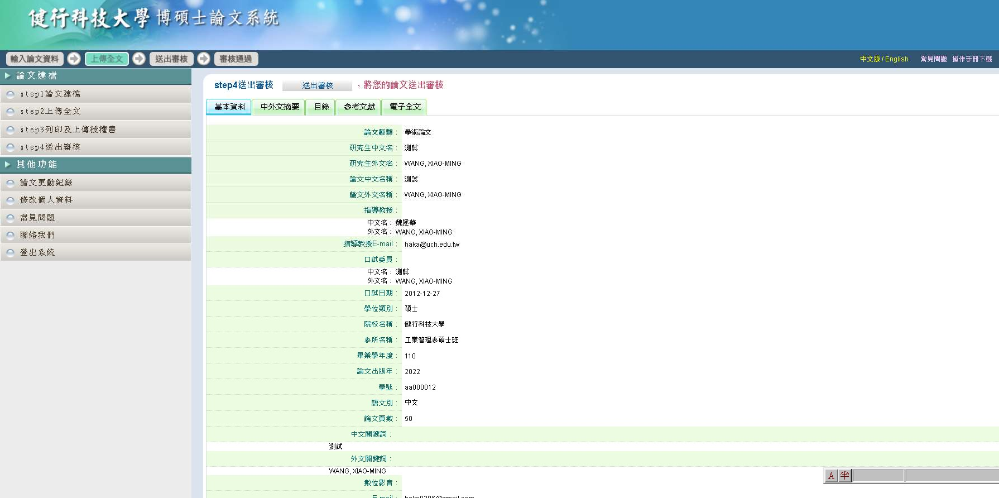 健行科技大學 博碩士論文系統
輸入論文資料 上傳全文 送出審核 審核通過
中文版 / English 常見問題 操作手冊下載
論文建檔
step1論文建檔
step2上傳全文
step3列印及上傳授權書
step4送出審核
其他功能
論文更動紀錄
修改個人資料
常見問題
聯絡我們
登出系統
step4送出審核 送出審核 ，將您的論文送出審核
基本資料 中外文摘要 目錄 參考文獻 電子全文
論文種類： 學術論文
研究生中文名： 測試
研究生外文名： WANG, XIAO-MING
論文中文名稱： 測試
論文外文名稱： WANG, XIAO-MING
指導教授：
中文名： 魏拯華
外文名： WANG, XIAO-MING
指導教授E-mail： haka@uch.edu.tw
口試委員：
中文名： 測試
外文名： WANG, XIAO-MING
口試日期： 2012-12-27
學位類別： 碩士
院校名稱： 健行科技大學
系所名稱： 工業管理系碩士班
畢業學年度： 110
論文出版年： 2022
學號： aa000012
語文別： 中文
論文頁數： 50
中文關鍵詞：
測試
外文關鍵詞：
WANG, XIAO-MING
數位影音：
E-mail： haka0206@gmail.com
A 半